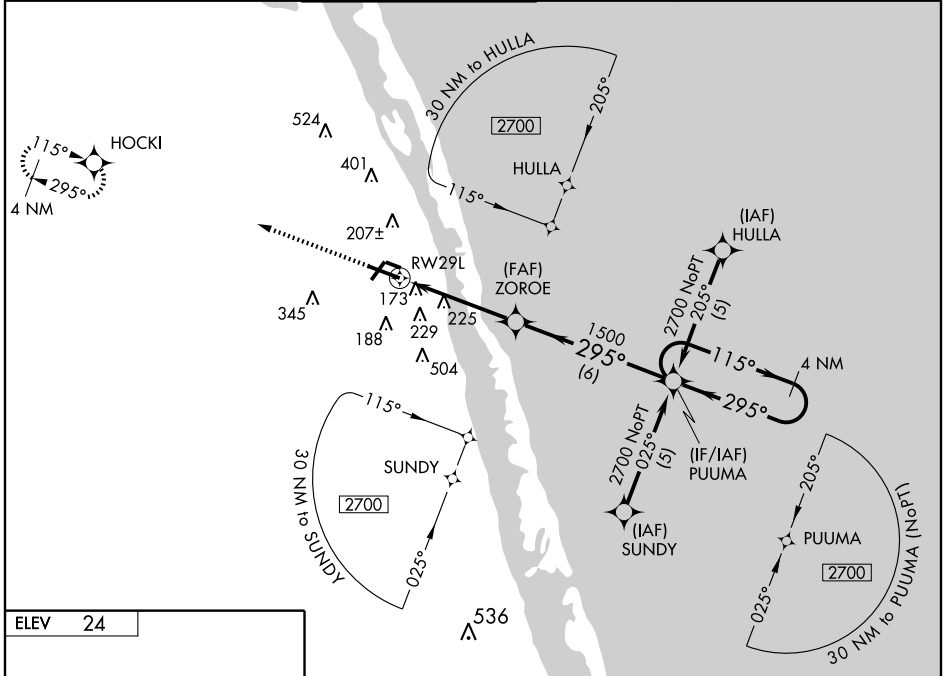 30 NM to HULLA
205°
2700
HULLA
115°
524
401
207±
HOCKI
115°
295°
4 NM
RW29L
173
225
229
188
504
345
(FAF)
ZOROE
(IAF)
HULLA
2700 NoPT
205°
(5)
1500
295°
(6)
115°
4 NM
295°
2700 NoPT
025°
(5)
(IF/IAF)
PUUMA
(IAF)
SUNDY
115°
SUNDY
2700
30 NM to SUNDY
025°
205°
PUUMA
2700
025°
30 NM to PUUMA (NoPT)
536
ELEV 24